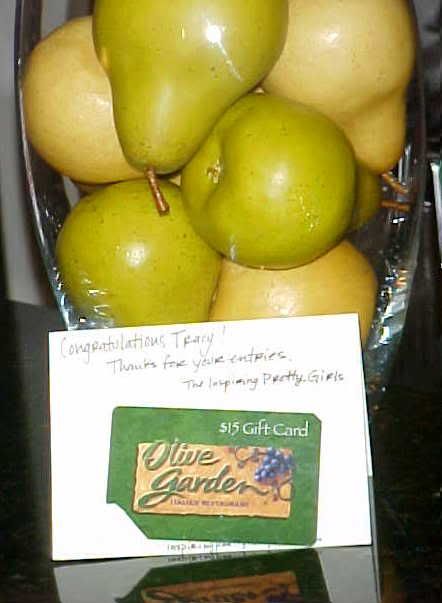 Congratulations Tracy!
Thanks for your entries.
The Inspiring Pretty Girls
$15 Gift Card
Olive
Garden
ITALIAN RESTAURANT